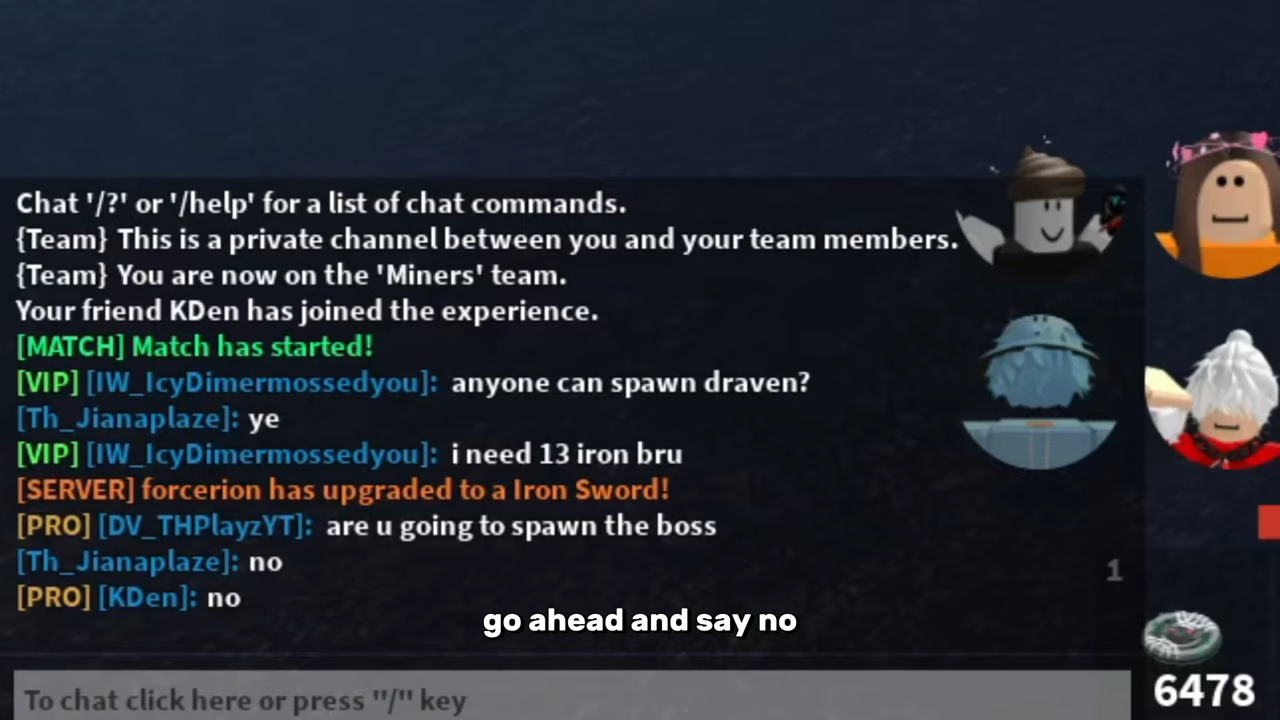 Chat '/?' or '/help' for a list of chat commands.
{Team} This is a private channel between you and your team members.
{Team} You are now on the 'Miners' team.
Your friend KDen has joined the experience.
[MATCH] Match has started!
[VIP] [IW_IcyDimermossedyou]: anyone can spawn draven?
[Th_Jianaplaze]: ye
[VIP] [IW_IcyDimermossedyou]: i need 13 iron bru
[SERVER] forcerion has upgraded to a Iron Sword!
[PRO] [DV_THPlayzYT]: are u going to spawn the boss
[Th_Jianaplaze]: no
1
[PRO] [KDen]: no
go ahead and say no
To chat click here or press "/" key
6478